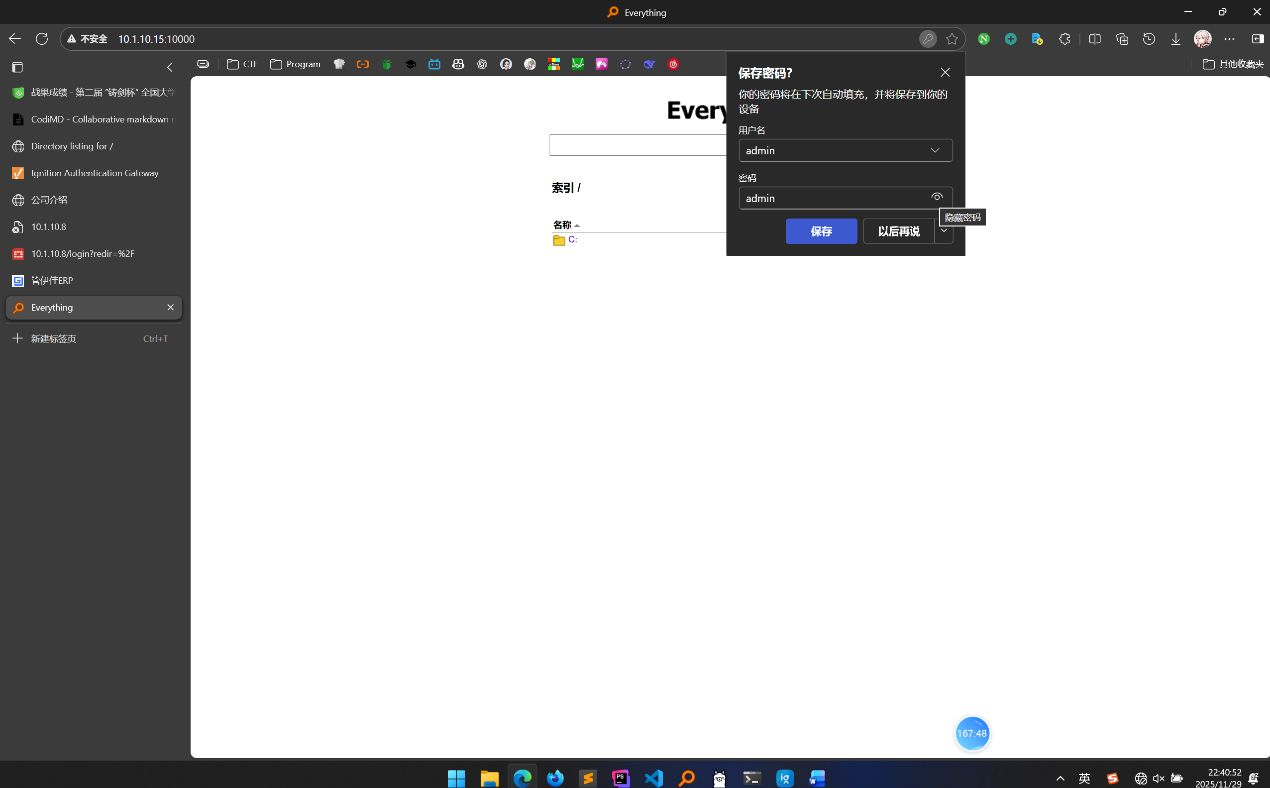 Everything
不安全 10.1.10.15:10000
CTF
Program
其他收藏夹
战果成绩 - 第二届 "铸剑杯" 全国大学
CodiMD - Collaborative markdown
Directory listing for /
Ignition Authentication Gateway
公司介绍
10.1.10.8
10.1.10.8/login?redir=%2F
管伊佳ERP
Everything
新建标签页 Ctrl+T
Every
索引 /
名称
C:
保存密码?
你的密码将在下次自动填充，并将保存到你的
设备
用户名
admin
密码
admin
隐藏密码
保存
以后再说
167:48
英
22:40:52
2025/11/29